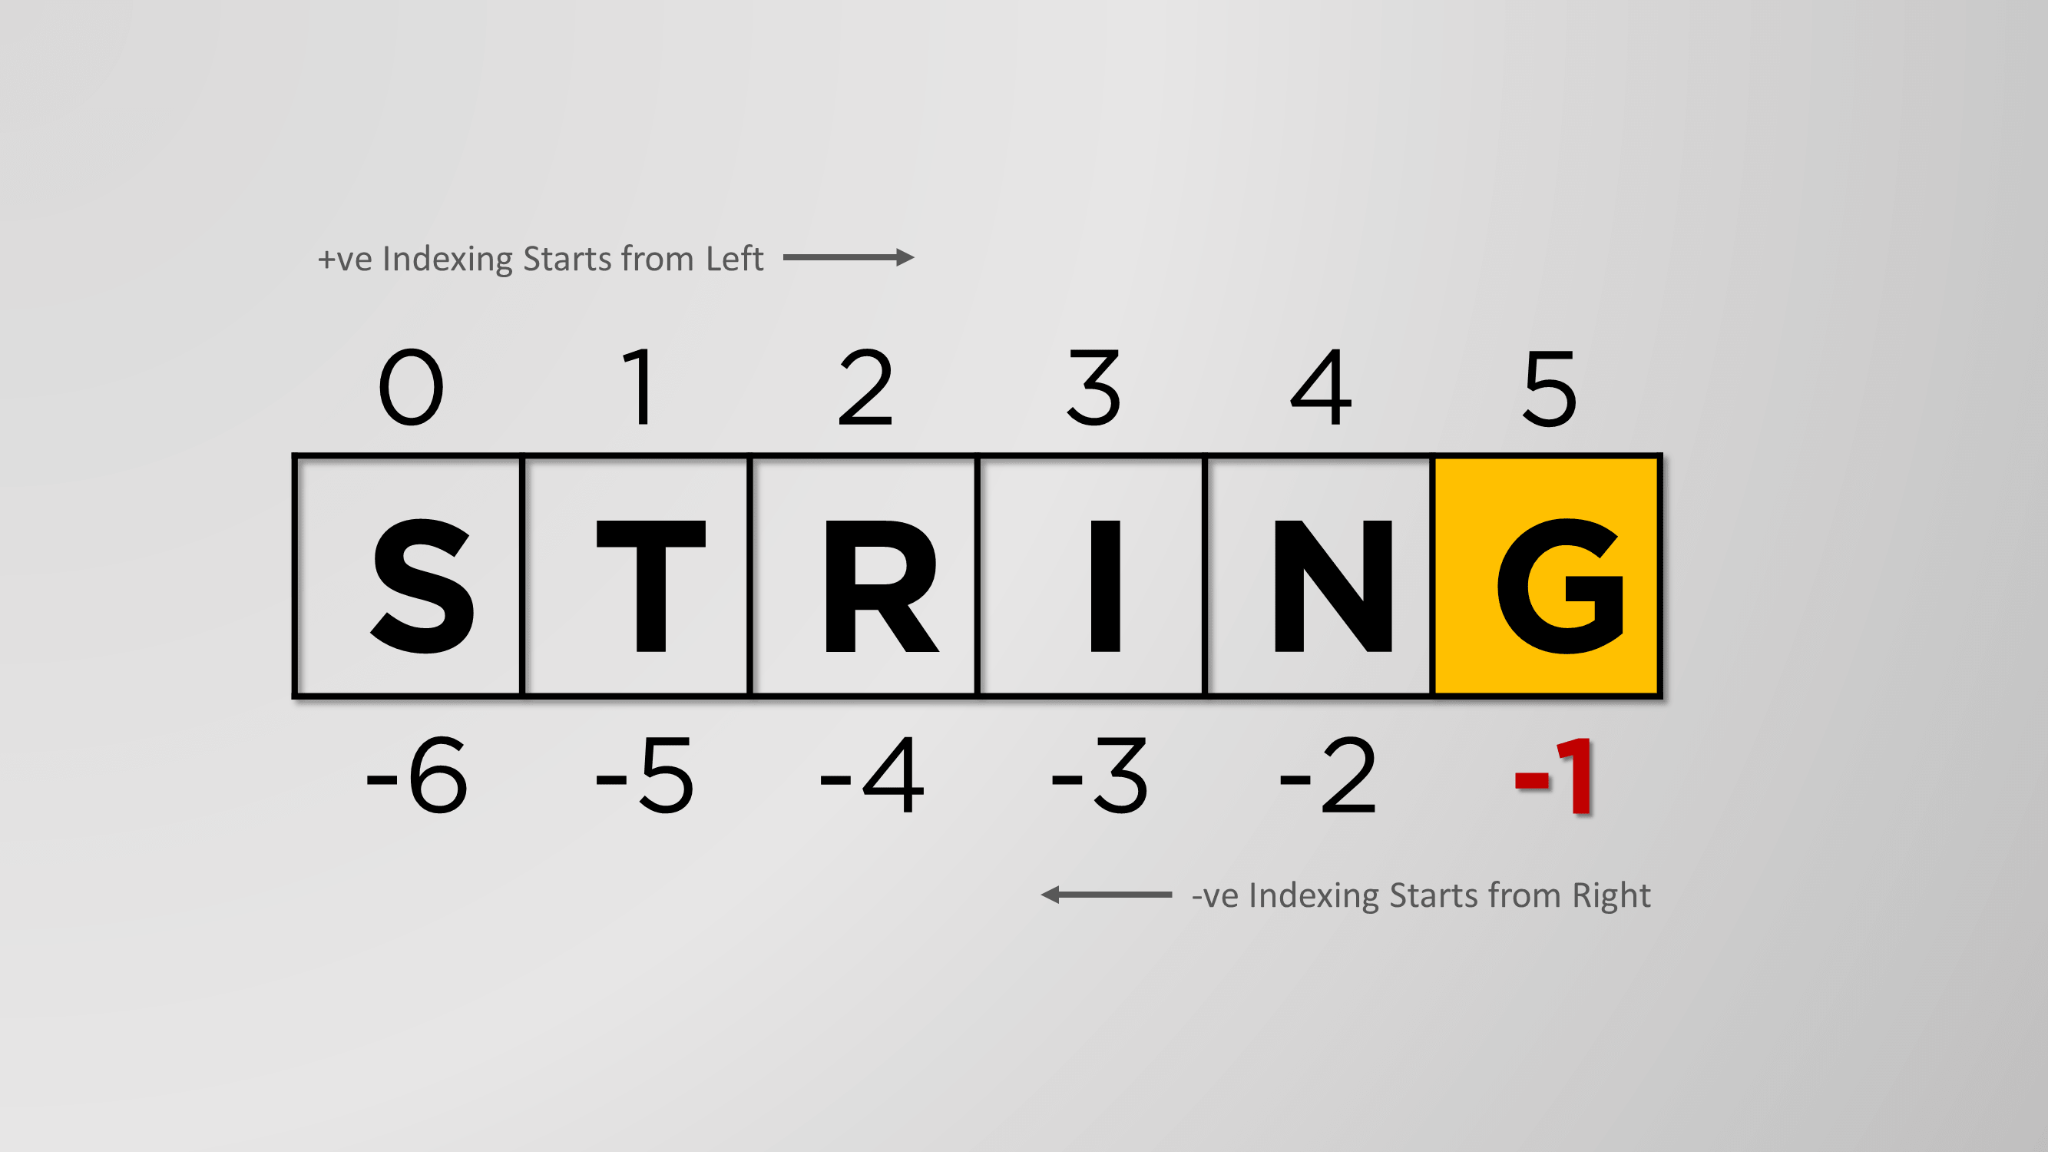 +ve Indexing Starts from Left
0 1 2 3 4 5
S T R I N G
-6 -5 -4 -3 -2 -1
-ve Indexing Starts from Right